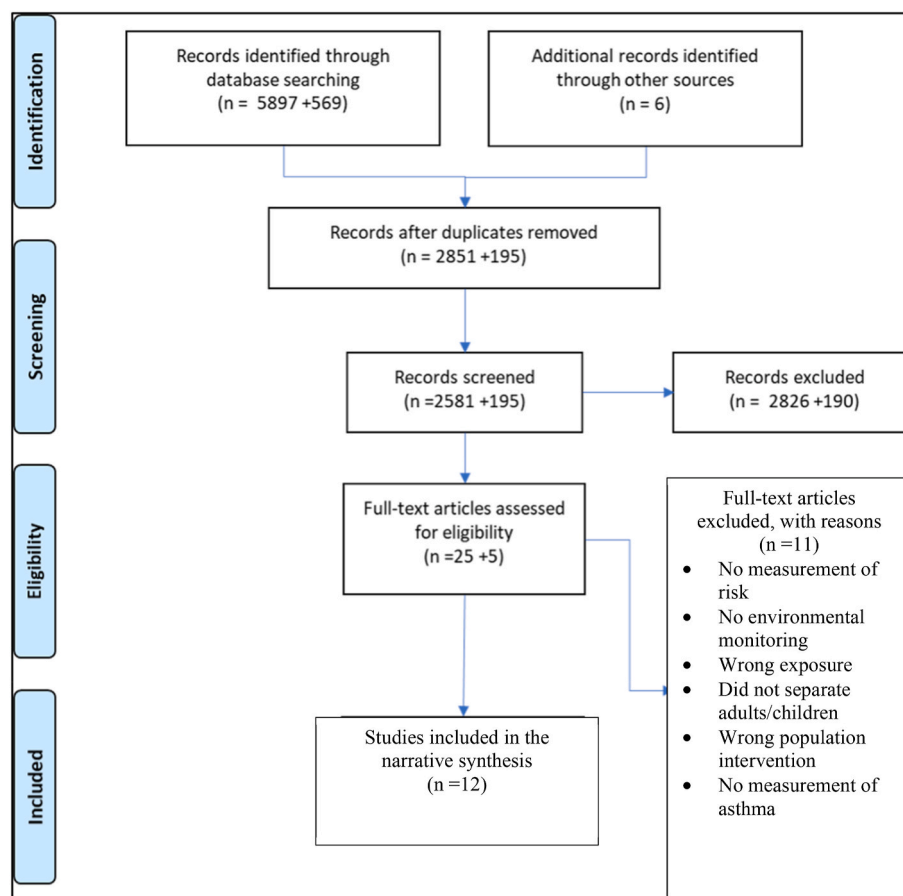 Identification
Records identified through
database searching
(n = 5897 +569)
Additional records identified
through other sources
(n = 6)
Records after duplicates removed
(n = 2851 +195)
Screening
Records screened
(n =2581 +195)
Records excluded
(n = 2826 +190)
Eligibility
Full-text articles assessed
for eligibility
(n =25 +5)
Full-text articles
excluded, with reasons
(n =11)
• No measurement of
risk
• No environmental
monitoring
• Wrong exposure
• Did not separate
adults/children
• Wrong population
intervention
• No measurement of
asthma
Included
Studies included in the
narrative synthesis
(n =12)